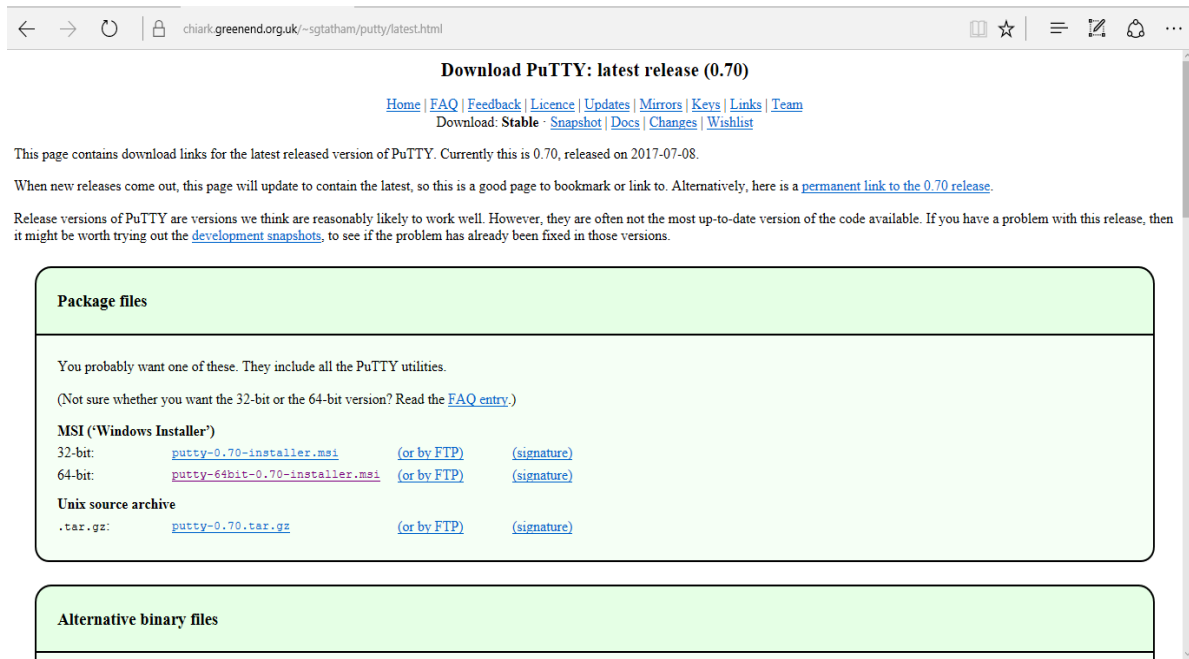 chiark.greenend.org.uk/~sgtatham/putty/latest.html
Download PuTTY: latest release (0.70)
Home | FAQ | Feedback | Licence | Updates | Mirrors | Keys | Links | Team
Download: Stable · Snapshot | Docs | Changes | Wishlist
This page contains download links for the latest released version of PuTTY. Currently this is 0.70, released on 2017-07-08.
When new releases come out, this page will update to contain the latest, so this is a good page to bookmark or link to. Alternatively, here is a permanent link to the 0.70 release.
Release versions of PuTTY are versions we think are reasonably likely to work well. However, they are often not the most up-to-date version of the code available. If you have a problem with this release, then
it might be worth trying out the development snapshots, to see if the problem has already been fixed in those versions.
Package files
You probably want one of these. They include all the PuTTY utilities.
(Not sure whether you want the 32-bit or the 64-bit version? Read the FAQ entry.)
MSI (‘Windows Installer’)
32-bit: putty-0.70-installer.msi (or by FTP) (signature)
64-bit: putty-64bit-0.70-installer.msi (or by FTP) (signature)
Unix source archive
.tar.gz: putty-0.70.tar.gz (or by FTP) (signature)
Alternative binary files